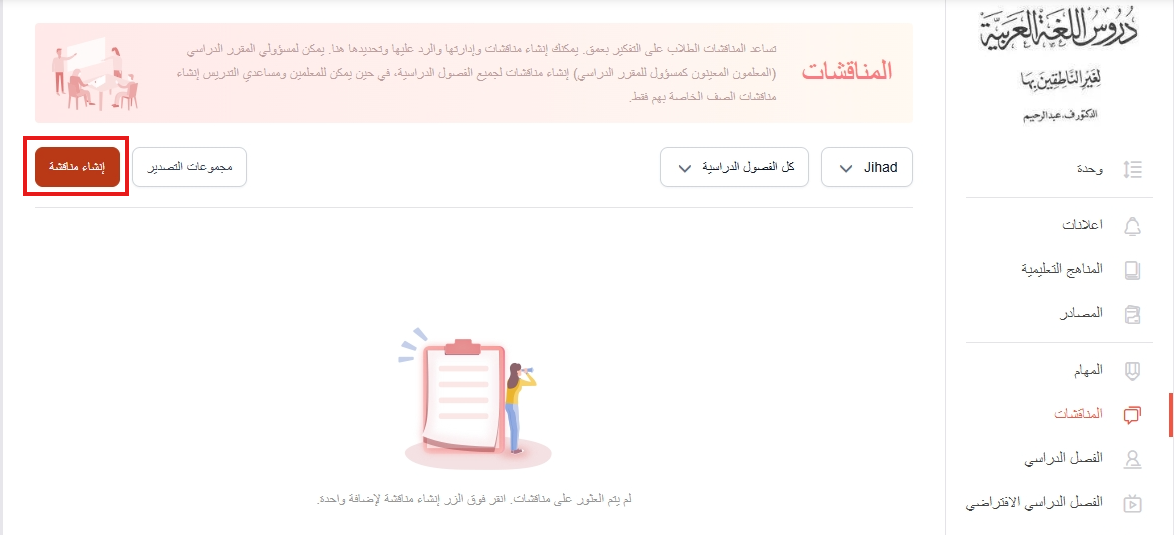 دروس اللغة العربية
لغير الناطقين بها
الدكتور ف. عبدالرحيم
وحدة
اعلانات
المناهج التعليمية
المصادر
المهام
المناقشات
الفصل الدراسي
الفصل الدراسي الافتراضي
المناقشات
تساعد المناقشات الطلاب على التفكير بعمق. يمكنك إنشاء مناقشات وإدارتها والرد عليها وتحديدها هنا. يمكن لمسؤولي المقرر الدراسي
(المعلمون المعينون كمسؤول للمقرر الدراسي) إنشاء مناقشات لجميع الفصول الدراسية، في حين يمكن للمعلمين ومساعدي التدريس إنشاء
مناقشات الصف الخاصة بهم فقط.
Jihad
كل الفصول الدراسية
مجموعات التصدير
إنشاء مناقشة
لم يتم العثور على مناقشات. انقر فوق الزر إنشاء مناقشة لإضافة واحدة.